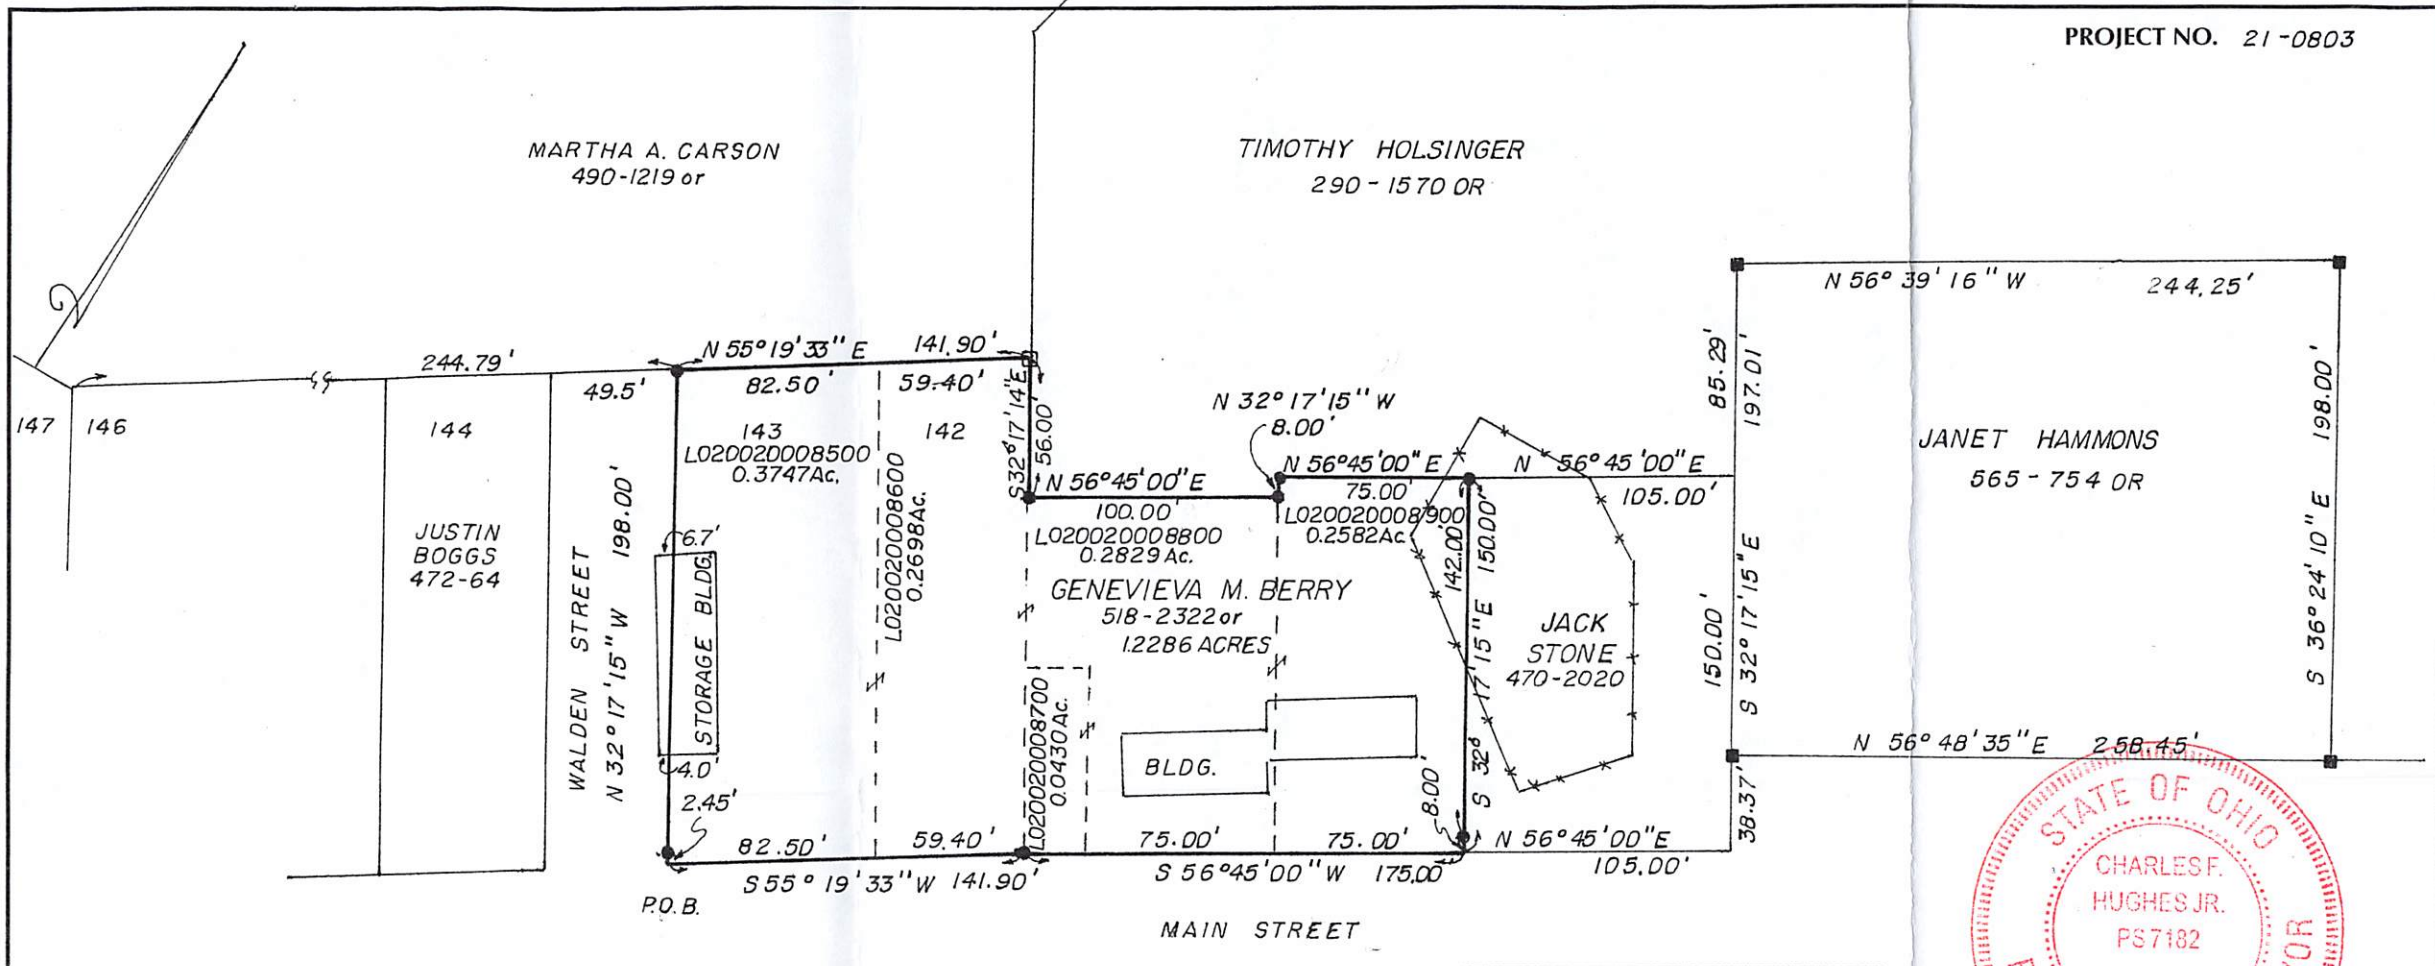 PROJECT NO. 21-0803
MARTHA A. CARSON
490-1219 or
TIMOTHY HOLSINGER
290-1570 OR
N 56° 39' 16" W 244.25'
244.79'
N 55° 19' 33" E 141.90'
49.5'
82.50'
59.40'
S 32° 17' 14" E
56.00'
N 32° 17' 15" W
8.00'
85.29'
197.01'
147
146
144
143
L020020008500
0.3747Ac.
142
L020020008600
0.2698Ac.
N 56° 45' 00" E
100.00'
L020020008800
0.2829 Ac.
N 56° 45' 00" E
75.00'
L020020008900
0.2582Ac.
N 56° 45' 00" E
105.00'
JANET HAMMONS
565-754 OR
S 36° 24' 10" E 198.00'
JUSTIN
BOGGS
472-64
WALDEN STREET
N 32° 17' 15" W 198.00'
6.7'
STORAGE BLDG.
4.0'
2.45'
GENEVIEVA M. BERRY
518-2322 or
1.2286 ACRES
142.00'
150.00'
S 32° 17' 15" E
JACK
STONE
470-2020
150.00'
S 32° 17' 15" E
L020020008700
0.0430Ac.
BLDG.
8.00'
N 56° 48' 35" E 258.45'
38.37'
82.50'
59.40'
75.00'
75.00'
N 56° 45' 00" E
105.00'
S 55° 19' 33" W 141.90'
S 56° 45' 00" W 175.00
P.O.B.
MAIN STREET
STATE OF OHIO
CHARLES F.
HUGHES JR.
PS7182